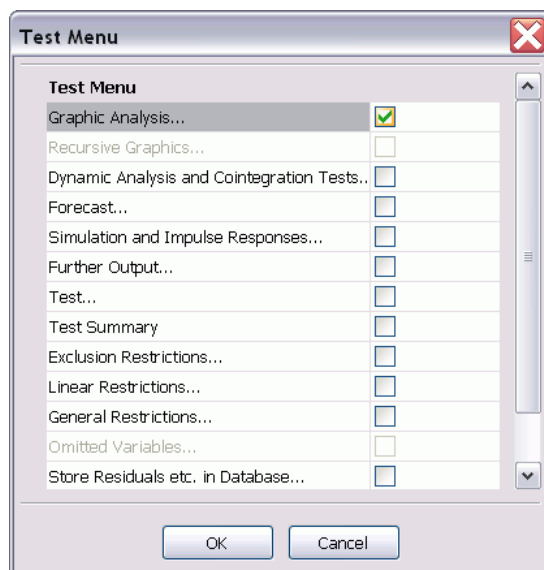 Test Menu
Test Menu
Graphic Analysis...
Recursive Graphics...
Dynamic Analysis and Cointegration Tests..
Forecast...
Simulation and Impulse Responses...
Further Output...
Test...
Test Summary
Exclusion Restrictions...
Linear Restrictions...
General Restrictions...
Omitted Variables...
Store Residuals etc. in Database...
OK Cancel